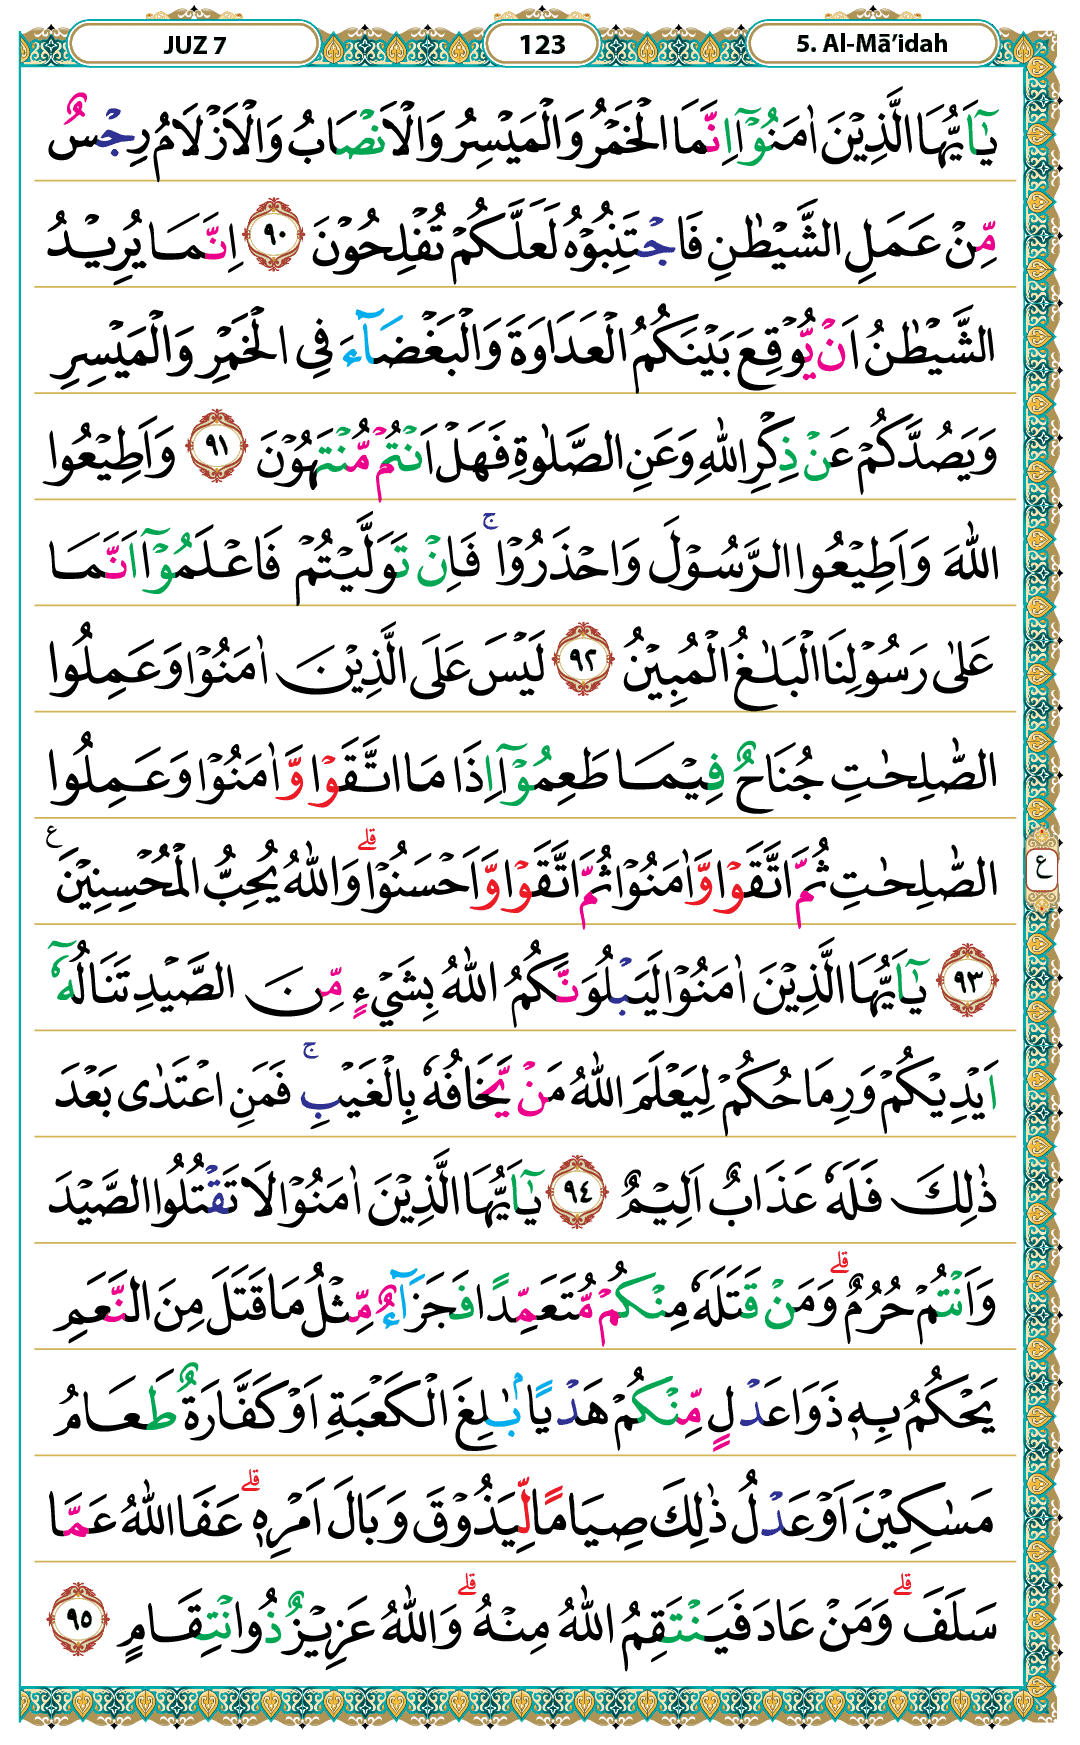 5. Al-Mā’idah
123
JUZ 7
يٰٓاَيُّهَا الَّذِيْنَ اٰمَنُوْٓا اِنَّمَا الْخَمْرُ وَالْمَيْسِرُ وَالْاَنْصَابُ وَالْاَزْلَامُ رِجْسٌ
مِّنْ عَمَلِ الشَّيْطٰنِ فَاجْتَنِبُوْهُ لَعَلَّكُمْ تُفْلِحُوْنَ ٩٠ اِنَّمَا يُرِيْدُ
الشَّيْطٰنُ اَنْ يُّوْقِعَ بَيْنَكُمُ الْعَدَاوَةَ وَالْبَغْضَاۤءَ فِى الْخَمْرِ وَالْمَيْسِرِ
وَيَصُدَّكُمْ عَنْ ذِكْرِ اللّٰهِ وَعَنِ الصَّلٰوةِ فَهَلْ اَنْتُمْ مُّنْتَهُوْنَ ٩١ وَاَطِيْعُوا
اللّٰهَ وَاَطِيْعُوا الرَّسُوْلَ وَاحْذَرُوْا ۚ فَاِنْ تَوَلَّيْتُمْ فَاعْلَمُوْٓا اَنَّمَا
عَلٰى رَسُوْلِنَا الْبَلٰغُ الْمُبِيْنُ ٩٢ لَيْسَ عَلَى الَّذِيْنَ اٰمَنُوْا وَعَمِلُوا
الصّٰلِحٰتِ جُنَاحٌ فِيْمَا طَعِمُوْٓا اِذَا مَا اتَّقَوْا وَّاٰمَنُوْا وَعَمِلُوا
الصّٰلِحٰتِ ثُمَّ اتَّقَوْا وَّاٰمَنُوْا ثُمَّ اتَّقَوْا وَّاَحْسَنُوْا ۗ وَاللّٰهُ يُحِبُّ الْمُحْسِنِيْنَ ࣖ
ع
٩٣ يٰٓاَيُّهَا الَّذِيْنَ اٰمَنُوْا لَيَبْلُوَنَّكُمُ اللّٰهُ بِشَيْءٍ مِّنَ الصَّيْدِ تَنَالُهٗٓ
اَيْدِيْكُمْ وَرِمَاحُكُمْ لِيَعْلَمَ اللّٰهُ مَنْ يَّخَافُهٗ بِالْغَيْبِ ۚ فَمَنِ اعْتَدٰى بَعْدَ
ذٰلِكَ فَلَهٗ عَذَابٌ اَلِيْمٌ ٩٤ يٰٓاَيُّهَا الَّذِيْنَ اٰمَنُوْا لَا تَقْتُلُوا الصَّيْدَ
وَاَنْتُمْ حُرُمٌ ۗ وَمَنْ قَتَلَهٗ مِنْكُمْ مُّتَعَمِّدًا فَجَزَاۤءٌ مِّثْلُ مَا قَتَلَ مِنَ النَّعَمِ
يَحْكُمُ بِهٖ ذَوَا عَدْلٍ مِّنْكُمْ هَدْيًا ۢ بٰلِغَ الْكَعْبَةِ اَوْ كَفَّارَةٌ طَعَامُ
مَسٰكِيْنَ اَوْ عَدْلُ ذٰلِكَ صِيَامًا لِّيَذُوْقَ وَبَالَ اَمْرِهٖ ۗ عَفَا اللّٰهُ عَمَّا
سَلَفَ ۗ وَمَنْ عَادَ فَيَنْتَقِمُ اللّٰهُ مِنْهُ ۗ وَاللّٰهُ عَزِيْزٌ ذُو انْتِقَامٍ ٩٥